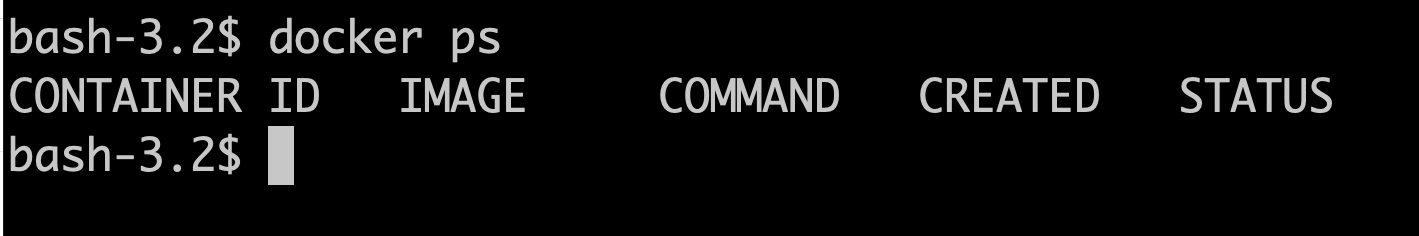 bash-3.2$ docker ps
CONTAINER ID   IMAGE     COMMAND   CREATED   STATUS
bash-3.2$